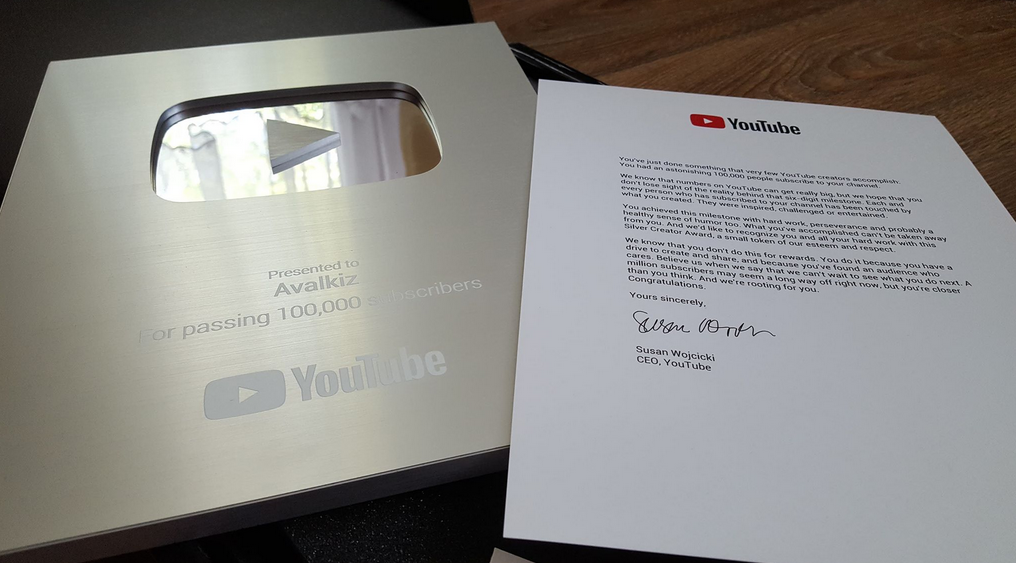 Presented to
Avalkiz
For passing 100,000 subscribers
YouTube
YouTube
You've just done something that very few YouTube creators accomplish.
You had an astonishing 100,000 people subscribe to your channel.
We know that numbers on YouTube can get really big, but we hope that you
don't lose sight of the reality behind that six-digit milestone. Each and
every person who has subscribed to your channel has been touched by
what you created. They were inspired, challenged or entertained.
You achieved this milestone with hard work, perseverance and probably a
healthy sense of humor too. What you've accomplished can't be taken away
from you. And we'd like to recognize you and all your hard work with this
Silver Creator Award, a small token of our esteem and respect.
We know that you don't do this for rewards. You do it because you have a
drive to create and share, and because you've found an audience who
cares. Believe us when we say that we can't wait to see what you do next. A
million subscribers may seem a long way off right now, but you're closer
than you think. And we're rooting for you.
Congratulations.
Yours sincerely,
Susan Wojcicki
CEO, YouTube